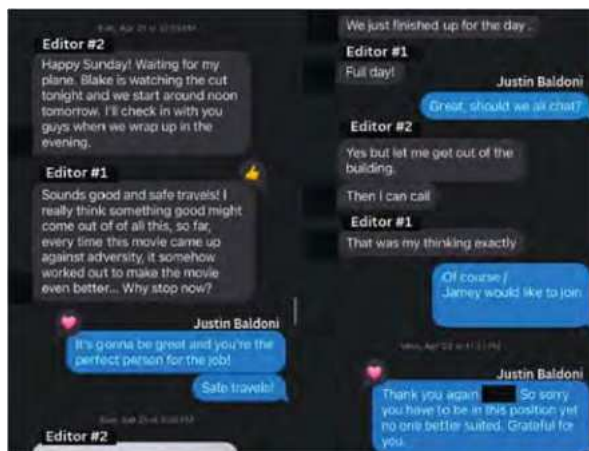 Editor #2
Happy Sunday! Waiting for my
plane. Blake is watching the cut
tonight and we start around noon
tomorrow. I'll check in with you
guys when we wrap up in the
evening.
Editor #1
Sounds good and safe travels! I
really think something good might
come out of of all this, so far,
every time this movie came up
against adversity, it somehow
worked out to make the movie
even better... Why stop now?
Justin Baldoni
It's gonna be great and you're the
perfect person for the job!
Safe travels!
Editor #2
We just finished up for the day .
Editor #1
Full day!
Justin Baldoni
Great, should we all chat?
Editor #2
Yes but let me get out of the
building.
Then I can call
Editor #1
That was my thinking exactly
Of course /
Jamey would like to join
Justin Baldoni
Thank you again So sorry
you have to be in this position yet
no one better suited. Grateful for
you.